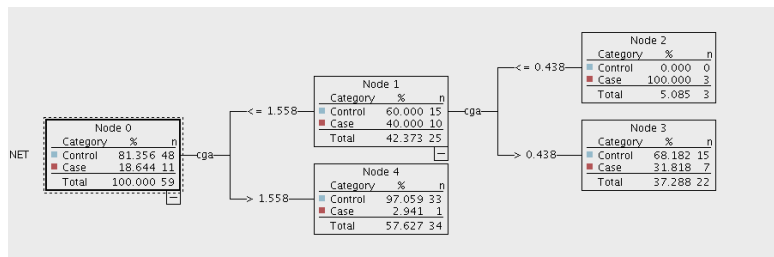 NET
Node 0
Category % n
Control 81.356 48
Case 18.644 11
Total 100.000 59
cga
<= 1.558
Node 1
Category % n
Control 60.000 15
Case 40.000 10
Total 42.373 25
cga
<= 0.438
Node 2
Category % n
Control 0.000 0
Case 100.000 3
Total 5.085 3
> 0.438
Node 3
Category % n
Control 68.182 15
Case 31.818 7
Total 37.288 22
> 1.558
Node 4
Category % n
Control 97.059 33
Case 2.941 1
Total 57.627 34